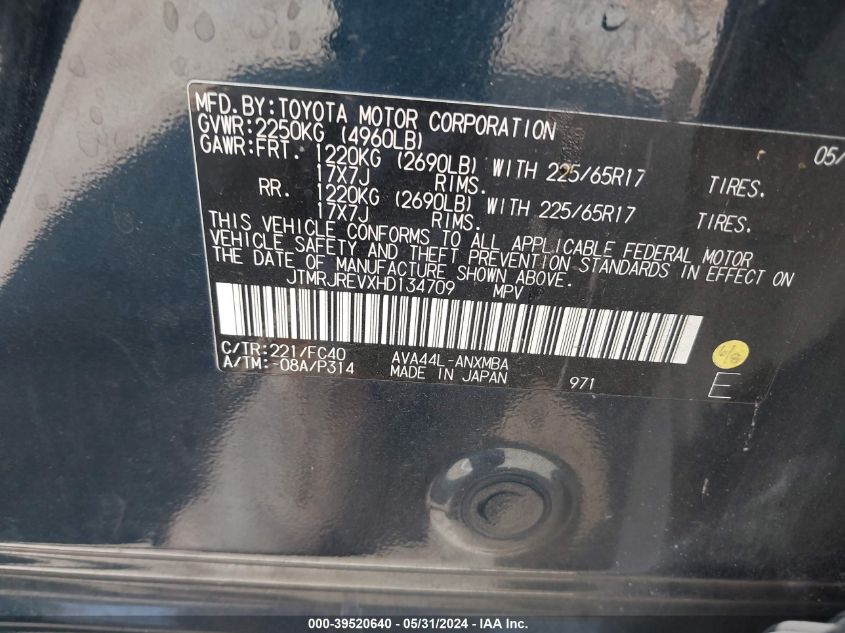 MFD.BY:TOYOTA MOTOR CORPORATION 05/
GVWR:2250KG (4960LB)
GAWR:FRT. 1220KG (2690LB) WITH 225/65R17 TIRES.
17X7J RIMS.
RR. 1220KG (2690LB) WITH 225/65R17 TIRES.
17X7J RIMS.
THIS VEHICLE CONFORMS TO ALL APPLICABLE FEDERAL MOTOR
VEHICLE SAFETY AND THEFT PREVENTION STANDARDS IN EFFECT ON
THE DATE OF MANUFACTURE SHOWN ABOVE.
JTMRJREVXHD134709 MPV
C/TR:221/FC40 AVA44L-ANXMBA
A/TM:-08A/P314 MADE IN JAPAN 971
E
000-39520640 - 05/31/2024 - IAA Inc.